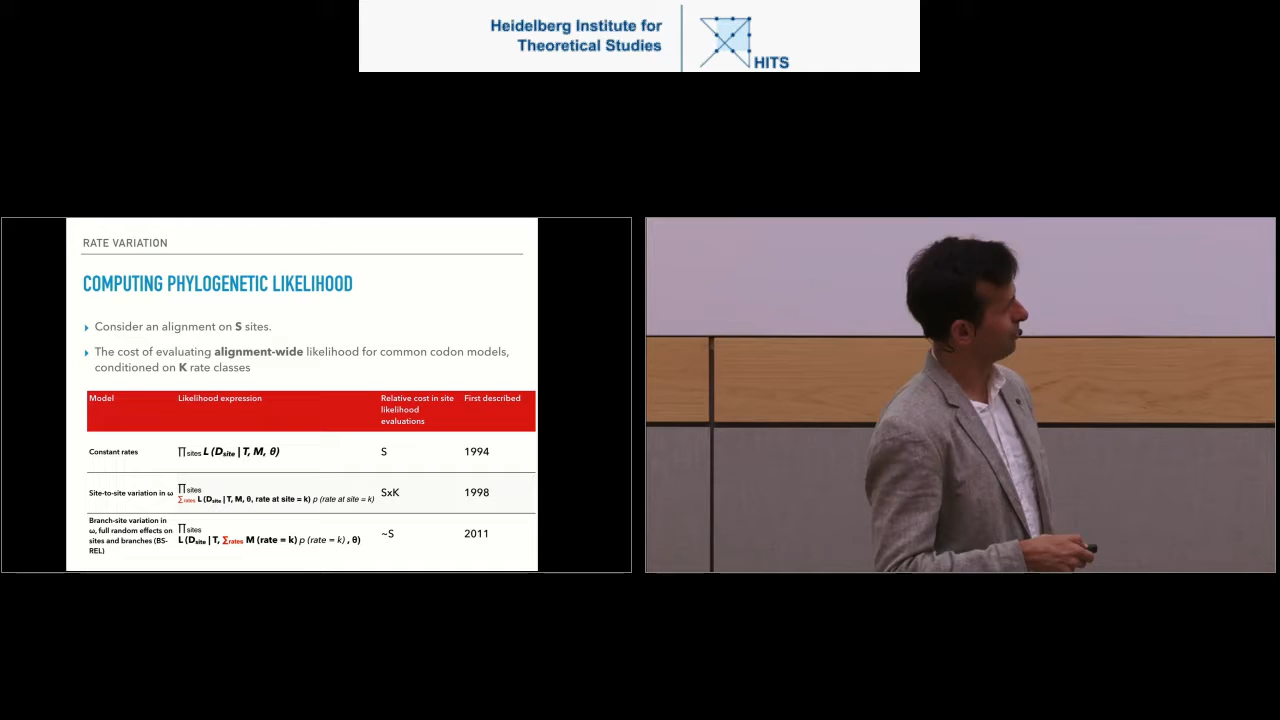 Heidelberg Institute for
Theoretical Studies
HITS
RATE VARIATION
COMPUTING PHYLOGENETIC LIKELIHOOD
Consider an alignment on S sites.
The cost of evaluating alignment-wide likelihood for common codon models,
conditioned on K rate classes
Model
Likelihood expression
Relative cost in site
likelihood
evaluations
First described
Constant rates
∏sites L (Dsite | T, M, θ)
S
1994
Site-to-site variation in ω
∏sites
Σrates L (Dsite | T, M, θ, rate at site = k) p (rate at site = k)
SxK
1998
Branch-site variation in
ω, full random effects on
sites and branches (BS-
REL)
∏sites
L (Dsite | T, Σrates M (rate = k) p (rate = k) , θ)
~S
2011